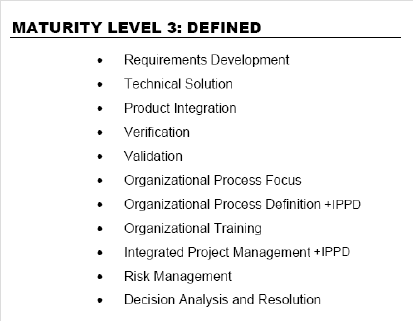 MATURITY LEVEL 3: DEFINED
• Requirements Development
• Technical Solution
• Product Integration
• Verification
• Validation
• Organizational Process Focus
• Organizational Process Definition +IPPD
• Organizational Training
• Integrated Project Management +IPPD
• Risk Management
• Decision Analysis and Resolution